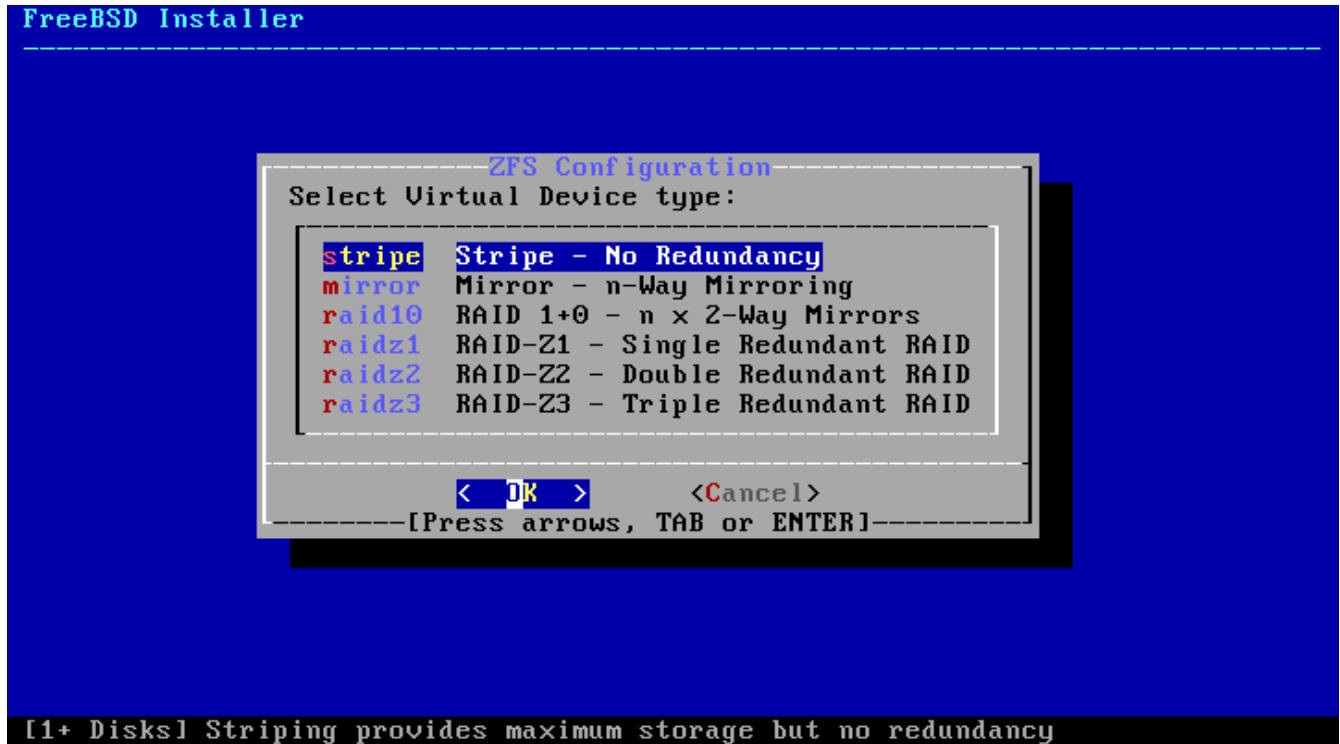 FreeBSD Installer
ZFS Configuration
Select Virtual Device type:
stripe Stripe - No Redundancy
mirror Mirror - n-Way Mirroring
raid10 RAID 1+0 - n x 2-Way Mirrors
raidz1 RAID-Z1 - Single Redundant RAID
raidz2 RAID-Z2 - Double Redundant RAID
raidz3 RAID-Z3 - Triple Redundant RAID
< OK > <Cancel>
[Press arrows, TAB or ENTER]
[1+ Disks] Striping provides maximum storage but no redundancy